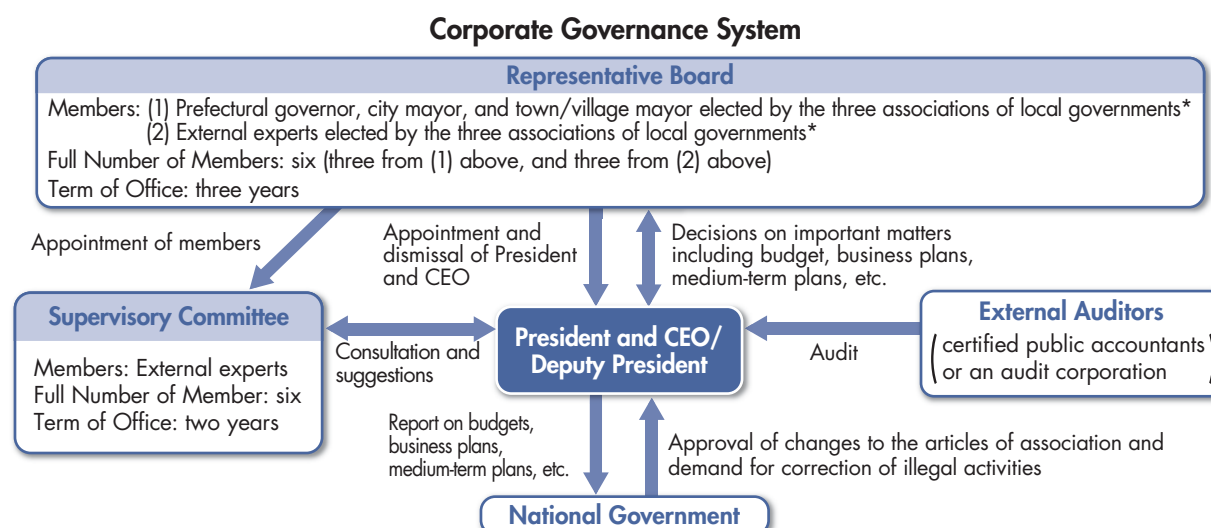 Corporate Governance System
Representative Board
Members: (1) Prefectural governor, city mayor, and town/village mayor elected by the three associations of local governments*
(2) External experts elected by the three associations of local governments*
Full Number of Members: six (three from (1) above, and three from (2) above)
Term of Office: three years
Appointment of members
Appointment and
dismissal of President
and CEO
Decisions on important matters
including budget, business plans,
medium-term plans, etc.
Supervisory Committee
Members: External experts
Full Number of Member: six
Term of Office: two years
Consultation and
suggestions
President and CEO/
Deputy President
Audit
External Auditors
(certified public accountants
or an audit corporation)
Report on budgets,
business plans,
medium-term plans, etc.
Approval of changes to the articles of association and
demand for correction of illegal activities
National Government